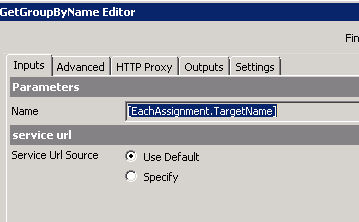 GetGroupByName Editor
Fin
Inputs Advanced HTTP Proxy Outputs Settings
Parameters
Name [EachAssignment.TargetName]
service url
Service Url Source Use Default
Specify